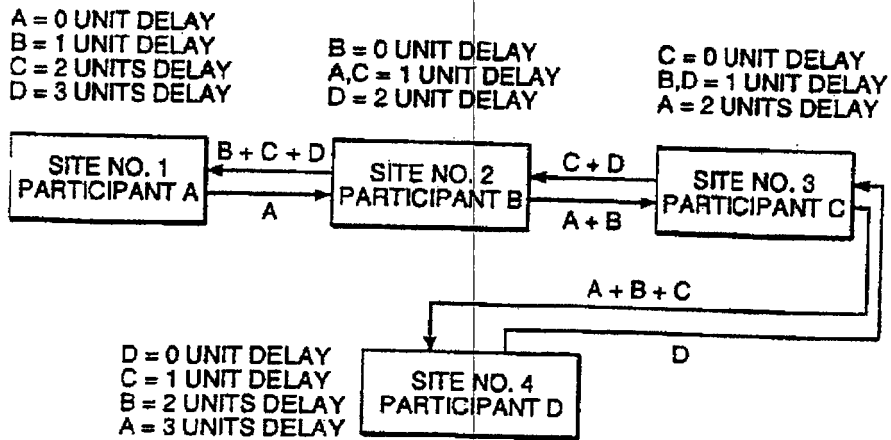 A = 0 UNIT DELAY
B = 1 UNIT DELAY
C = 2 UNITS DELAY
D = 3 UNITS DELAY
B = 0 UNIT DELAY
A,C = 1 UNIT DELAY
D = 2 UNIT DELAY
C = 0 UNIT DELAY
B,D = 1 UNIT DELAY
A = 2 UNITS DELAY
SITE NO. 1
PARTICIPANT A
B + C + D
A
SITE NO. 2
PARTICIPANT B
C + D
A + B
SITE NO. 3
PARTICIPANT C
A + B + C
D
D = 0 UNIT DELAY
C = 1 UNIT DELAY
B = 2 UNITS DELAY
A = 3 UNITS DELAY
SITE NO. 4
PARTICIPANT D